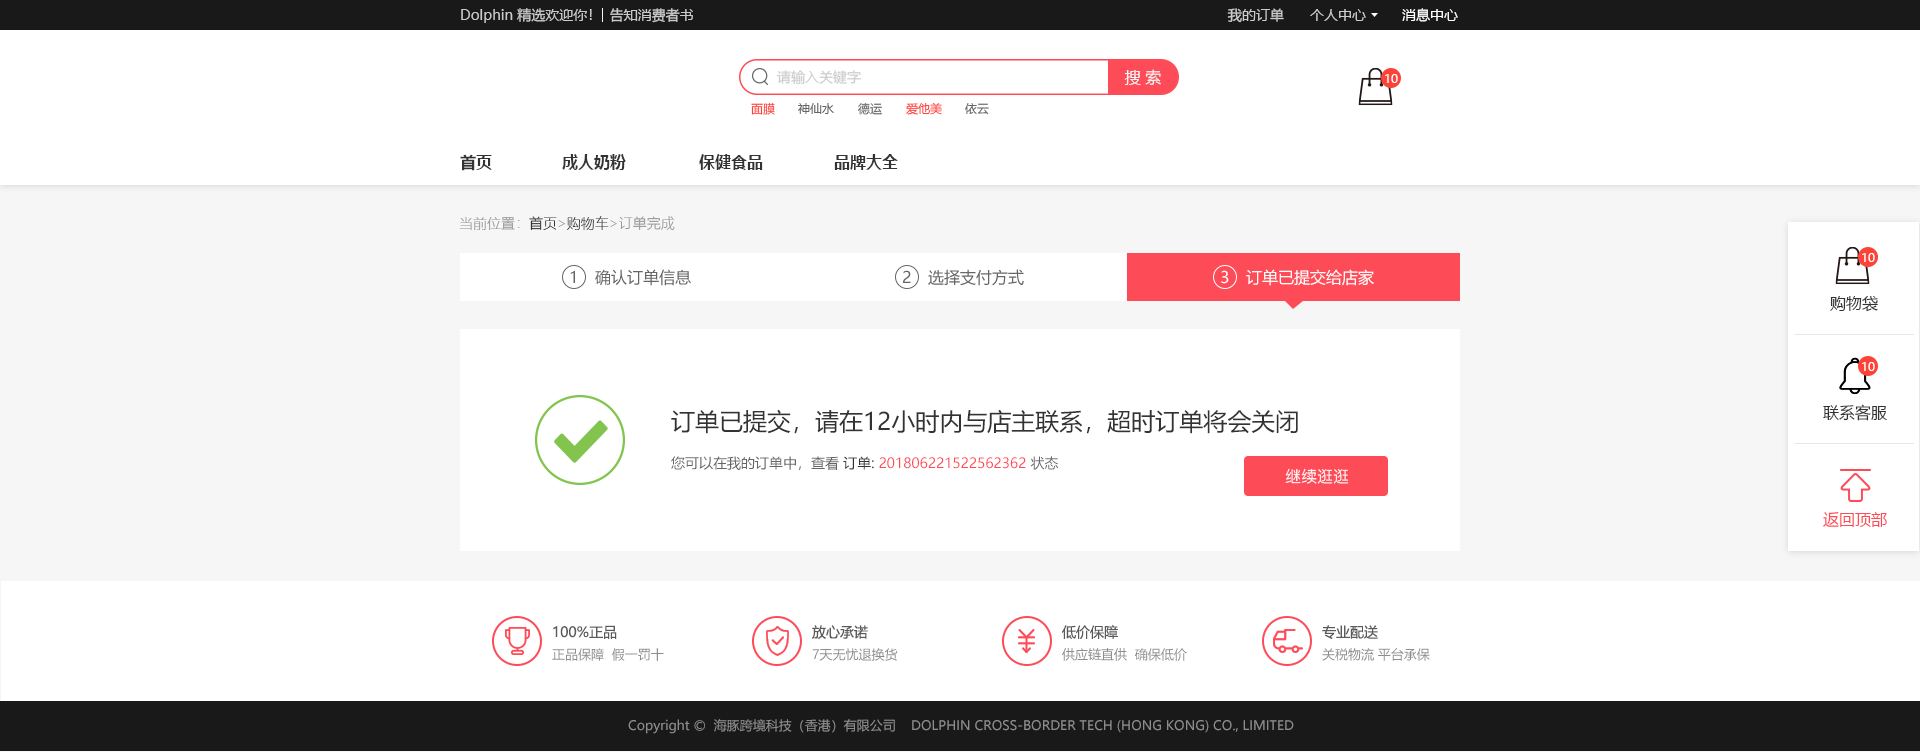 Dolphin 精选欢迎你！| 告知消费者书
我的订单 个人中心 消息中心
请输入关键字 搜 索
10
面膜 神仙水 德运 爱他美 依云
首页 成人奶粉 保健食品 品牌大全
当前位置：首页>购物车>订单完成
1 确认订单信息 2 选择支付方式 3 订单已提交给店家
10
购物袋
10
联系客服
返回顶部
订单已提交，请在12小时内与店主联系，超时订单将会关闭
您可以在我的订单中，查看 订单: 201806221522562362 状态
继续逛逛
100%正品 放心承诺 低价保障 专业配送
正品保障 假一罚十 7天无忧退换货 供应链直供 确保低价 关税物流 平台承保
Copyright © 海豚跨境科技（香港）有限公司 DOLPHIN CROSS-BORDER TECH (HONG KONG) CO., LIMITED